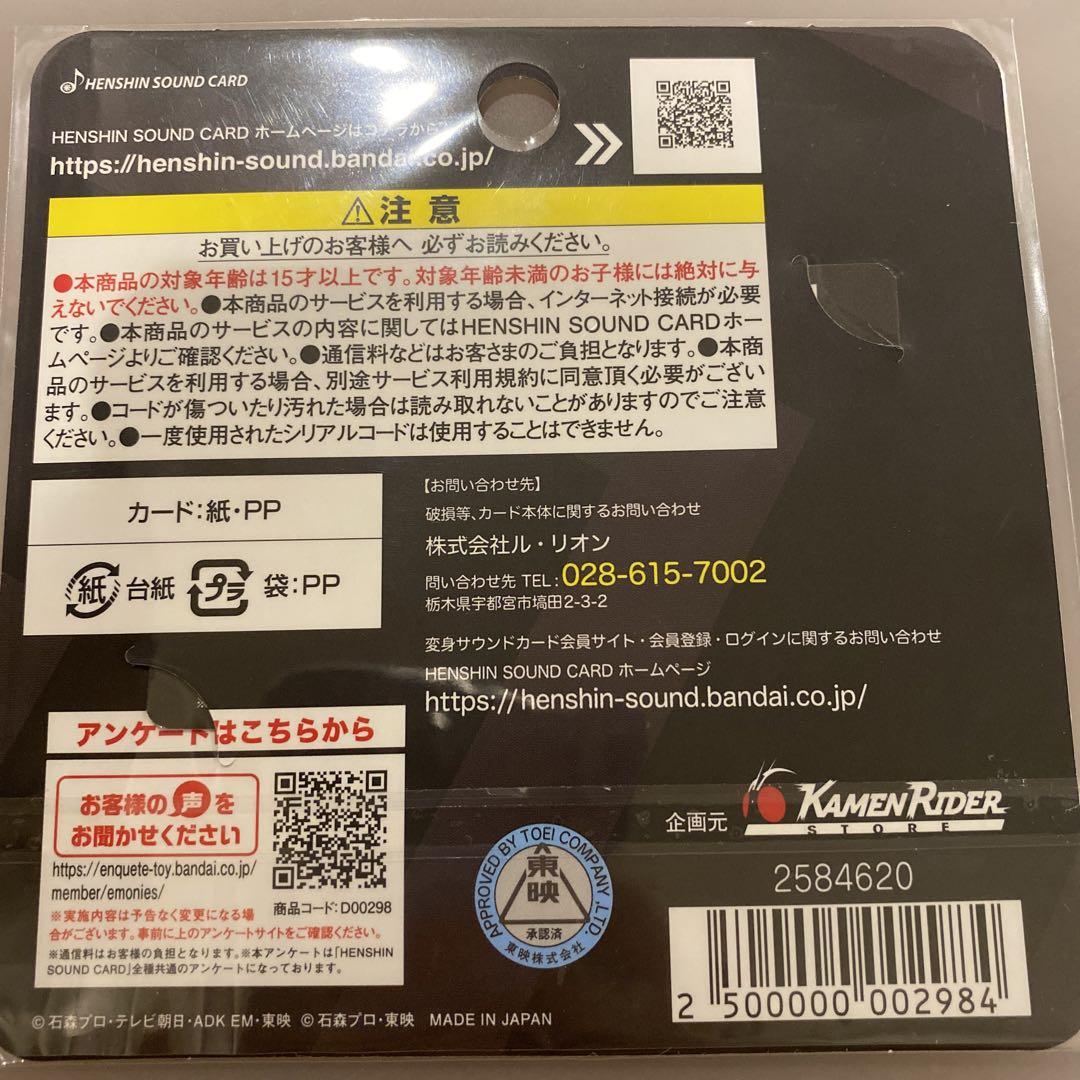 HENSHIN SOUND CARD
HENSHIN SOUND CARD ホームページはコチラから
https://henshin-sound.bandai.co.jp/
⚠注 意
お買い上げのお客様へ 必ずお読みください。
●本商品の対象年齢は15才以上です。対象年齢未満のお子様には絶対に与
えないでください。●本商品のサービスを利用する場合、インターネット接続が必要
です。●本商品のサービスの内容に関してはHENSHIN SOUND CARDホー
ムページよりご確認ください。●通信料などはお客さまのご負担となります。●本商
品のサービスを利用する場合、別途サービス利用規約に同意頂く必要がござい
ます。●コードが傷ついたり汚れた場合は読み取れないことがありますのでご注意
ください。●一度使用されたシリアルコードは使用することはできません。
カード:紙・PP
紙 台紙 プラ 袋:PP
【お問い合わせ先】
破損等、カード本体に関するお問い合わせ
株式会社ル・リオン
問い合わせ先 TEL:028-615-7002
栃木県宇都宮市塙田2-3-2
変身サウンドカード会員サイト・会員登録・ログインに関するお問い合わせ
HENSHIN SOUND CARD ホームページ
https://henshin-sound.bandai.co.jp/
アンケートはこちらから
お客様の声を
お聞かせください
https://enquete-toy.bandai.co.jp/
member/emonies/
商品コード:D00298
※実施内容は予告なく変更になる場
合がございます。事前に上のアンケートサイトをご確認ください。
※通信料はお客様の負担となります。※本アンケートは「HENSHIN
SOUND CARD」全種共通のアンケートになっております。
APPROVED BY TOEI COMPANY ,LTD.
東映
承認済
東映株式会社
企画元
KAMEN RIDER
STORE
2584620
2 500000 002984
©石森プロ・テレビ朝日・ADK EM・東映 ©石森プロ・東映 MADE IN JAPAN